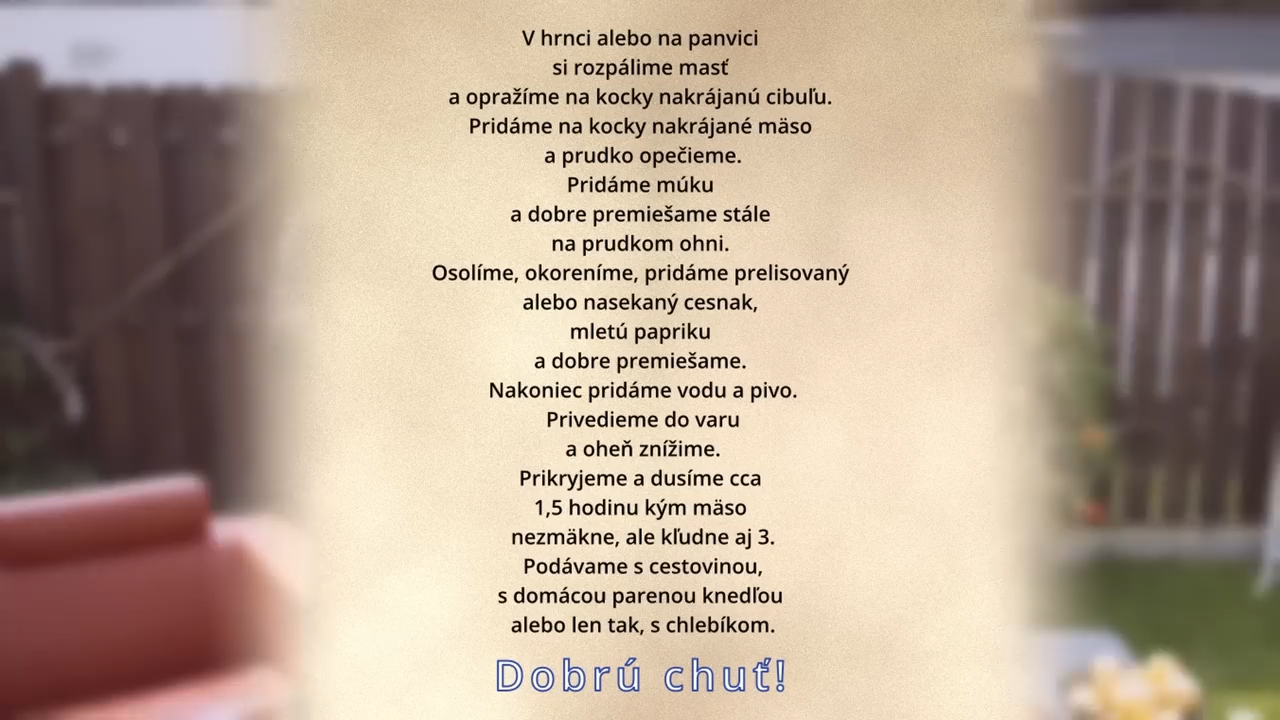 V hrnci alebo na panvici
si rozpálime masť
a opražíme na kocky nakrájanú cibuľu.
Pridáme na kocky nakrájané mäso
a prudko opečieme.
Pridáme múku
a dobre premiešame stále
na prudkom ohni.
Osolíme, okoreníme, pridáme prelisovaný
alebo nasekaný cesnak,
mletú papriku
a dobre premiešame.
Nakoniec pridáme vodu a pivo.
Privedieme do varu
a oheň znížime.
Prikryjeme a dusíme cca
1,5 hodinu kým mäso
nezmäkne, ale kľudne aj 3.
Podávame s cestovinou,
s domácou parenou knedľou
alebo len tak, s chlebíkom.
Dobrú chuť!